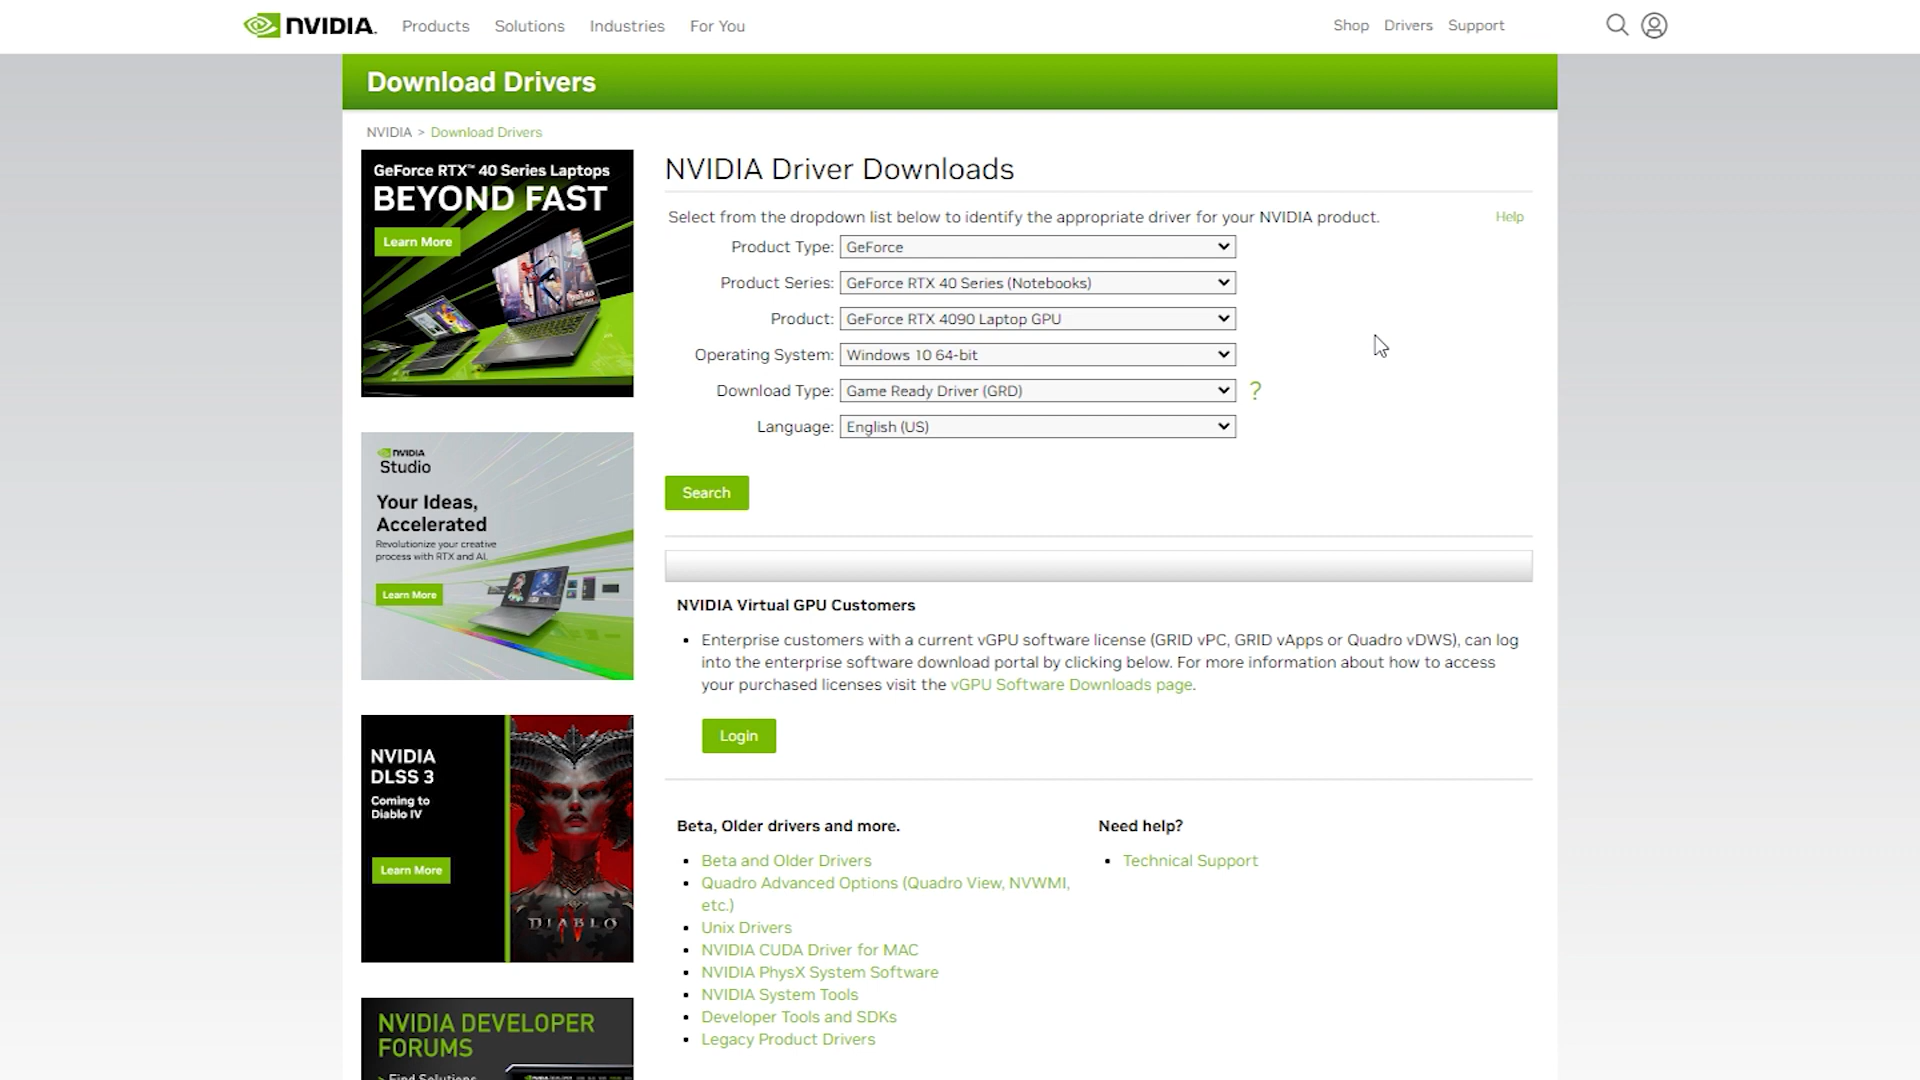 NVIDIA.
Products
Solutions
Industries
For You
Shop
Drivers
Support
Download Drivers
NVIDIA > Download Drivers
GeForce RTX™ 40 Series Laptops
BEYOND FAST
Learn More
NVIDIA
Studio
Your Ideas,
Accelerated
Revolutionize your creative
process with RTX and AI.
Learn More
NVIDIA
DLSS 3
Coming to
Diablo IV
Learn More
DIABLO
IV
NVIDIA DEVELOPER
FORUMS
> Find Solutions
NVIDIA Driver Downloads
Select from the dropdown list below to identify the appropriate driver for your NVIDIA product.
Help
Product Type: GeForce
Product Series: GeForce RTX 40 Series (Notebooks)
Product: GeForce RTX 4090 Laptop GPU
Operating System: Windows 10 64-bit
Download Type: Game Ready Driver (GRD) ?
Language: English (US)
Search
NVIDIA Virtual GPU Customers
• Enterprise customers with a current vGPU software license (GRID vPC, GRID vApps or Quadro vDWS), can log
into the enterprise software download portal by clicking below. For more information about how to access
your purchased licenses visit the vGPU Software Downloads page.
Login
Beta, Older drivers and more.
• Beta and Older Drivers
• Quadro Advanced Options (Quadro View, NVWMI,
etc.)
• Unix Drivers
• NVIDIA CUDA Driver for MAC
• NVIDIA PhysX System Software
• NVIDIA System Tools
• Developer Tools and SDKs
• Legacy Product Drivers
Need help?
• Technical Support